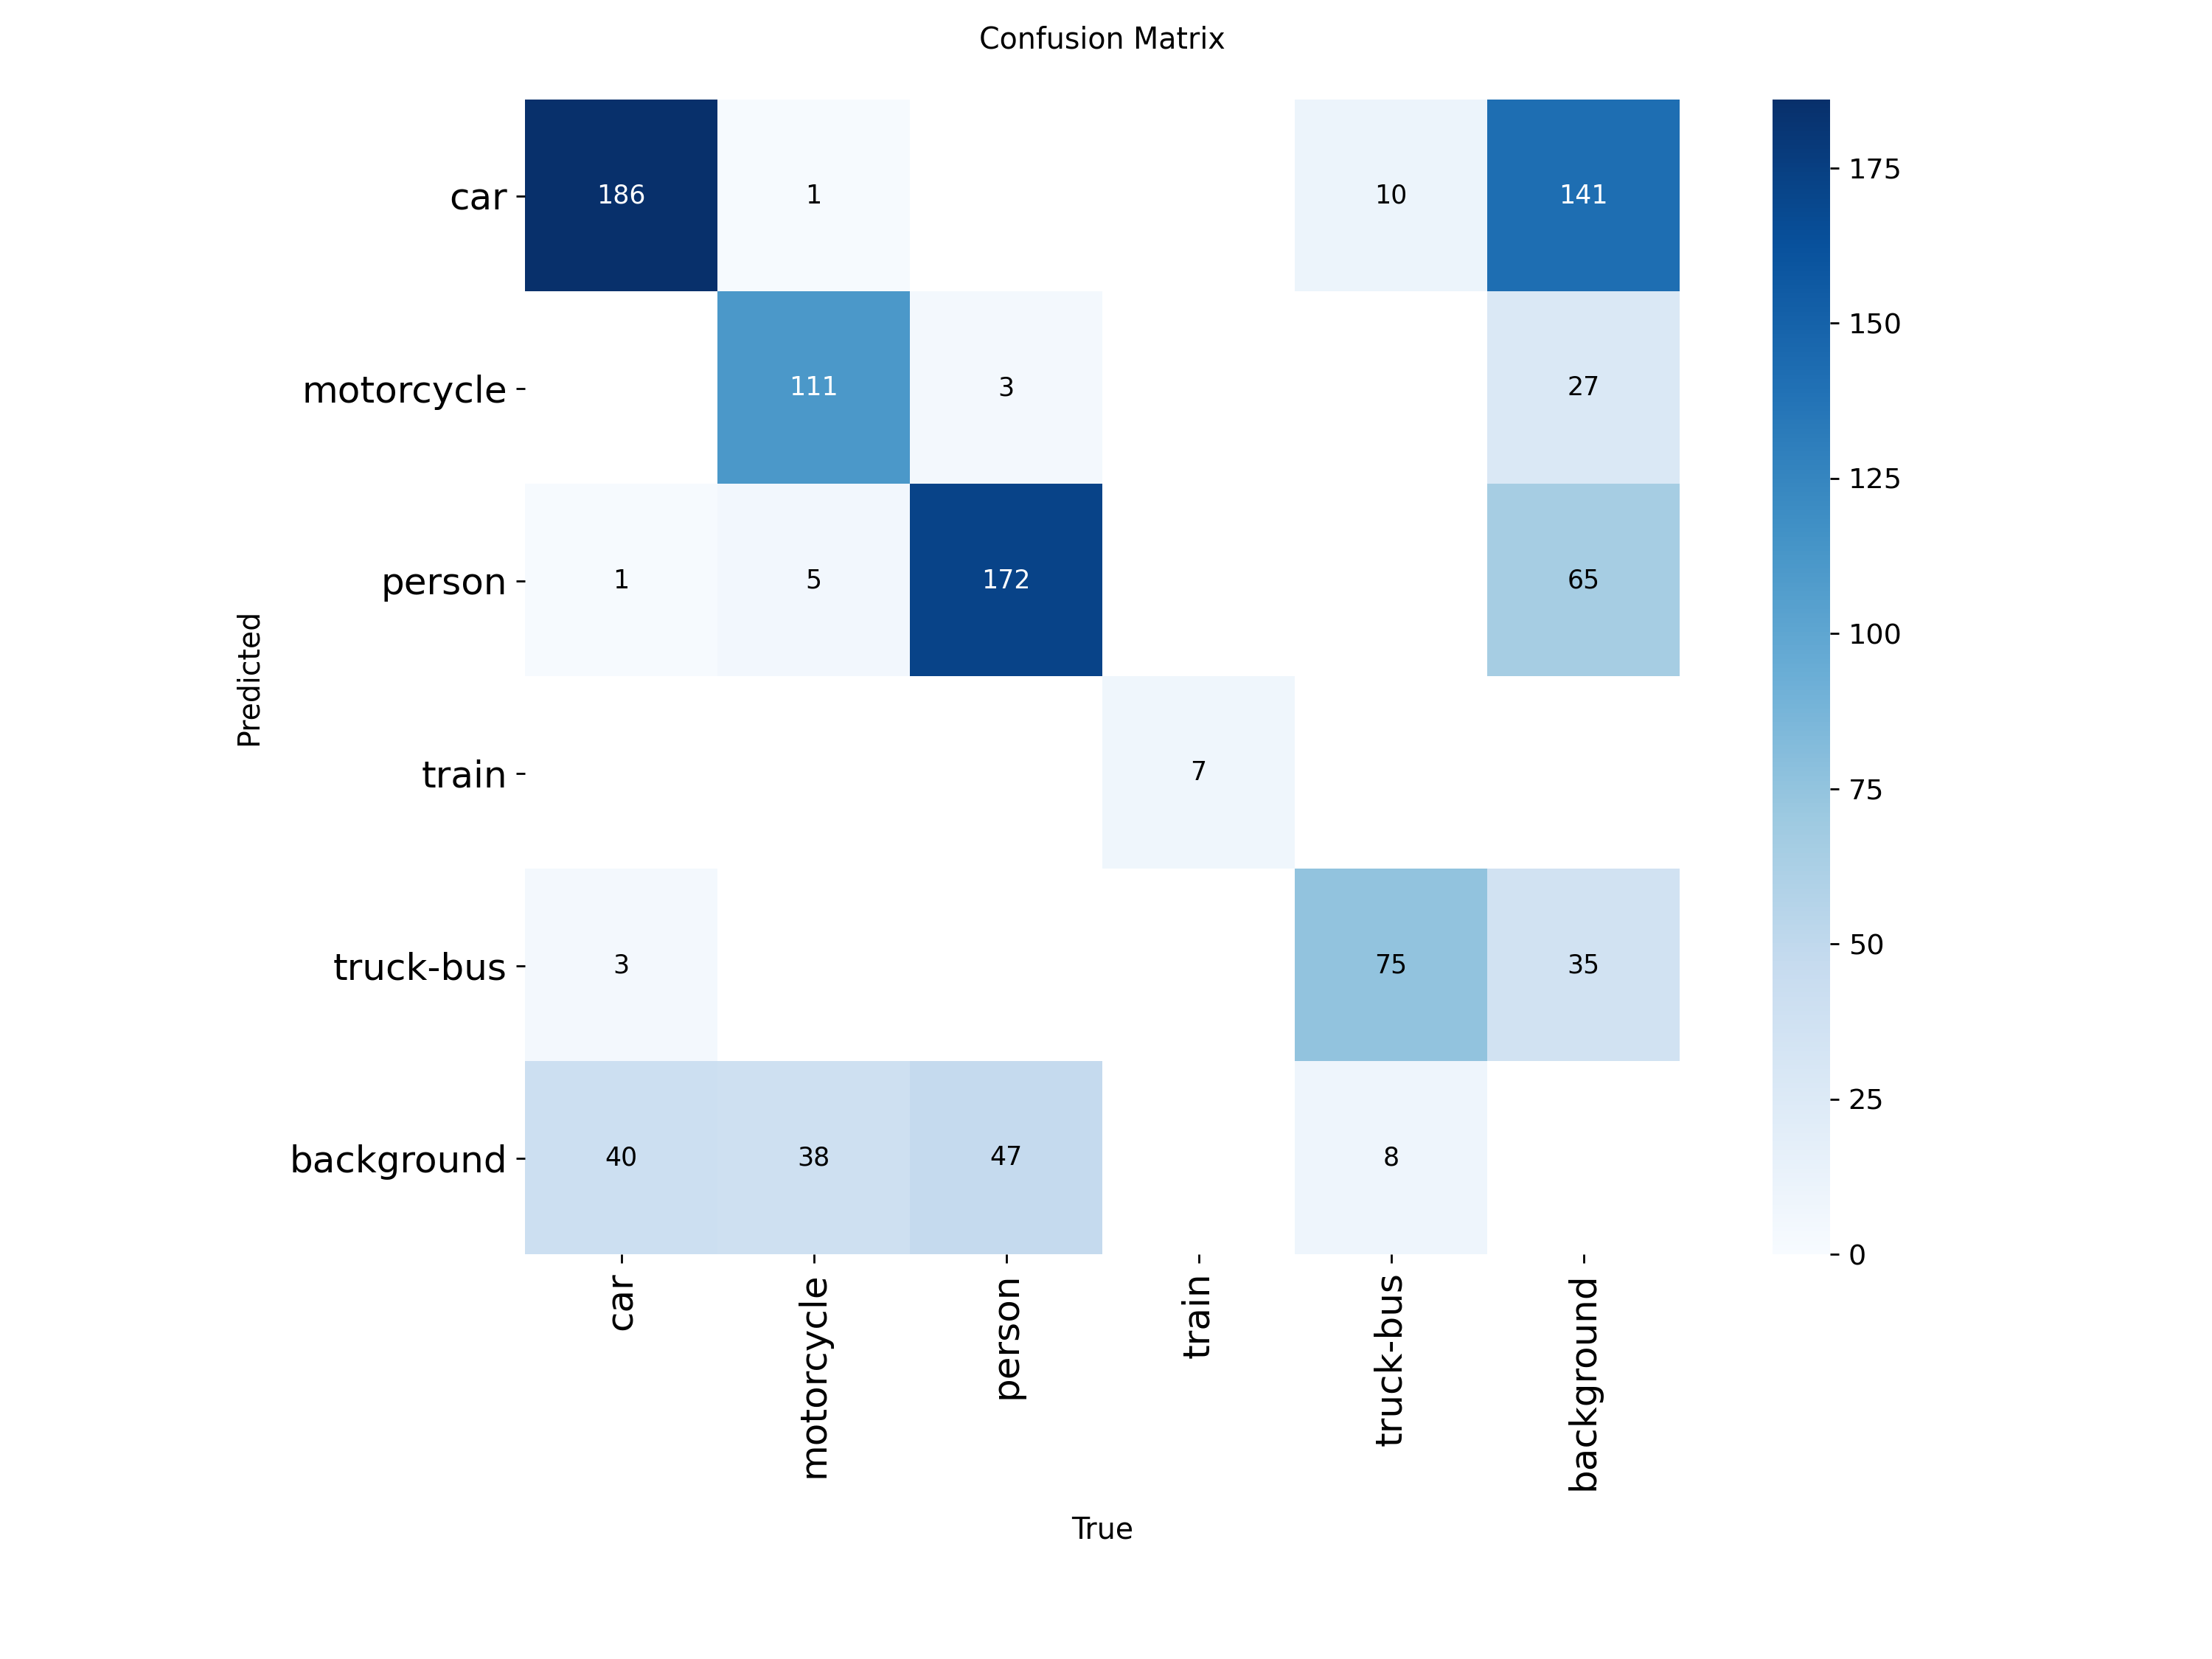 Confusion Matrix
car
186
1
10
141
175
150
motorcycle
111
3
27
125
person
1
5
172
65
100
Predicted
train
7
75
truck-bus
3
75
35
50
25
background
40
38
47
8
0
car
motorcycle
person
train
truck-bus
background
True